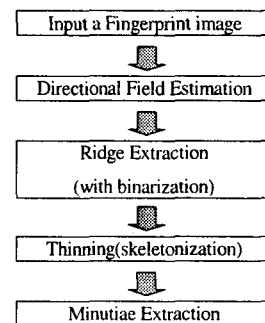 Input a Fingerprint image
Directional Field Estimation
Ridge Extraction
(with binarization)
Thinning(skeletonization)
Minutiae Extraction